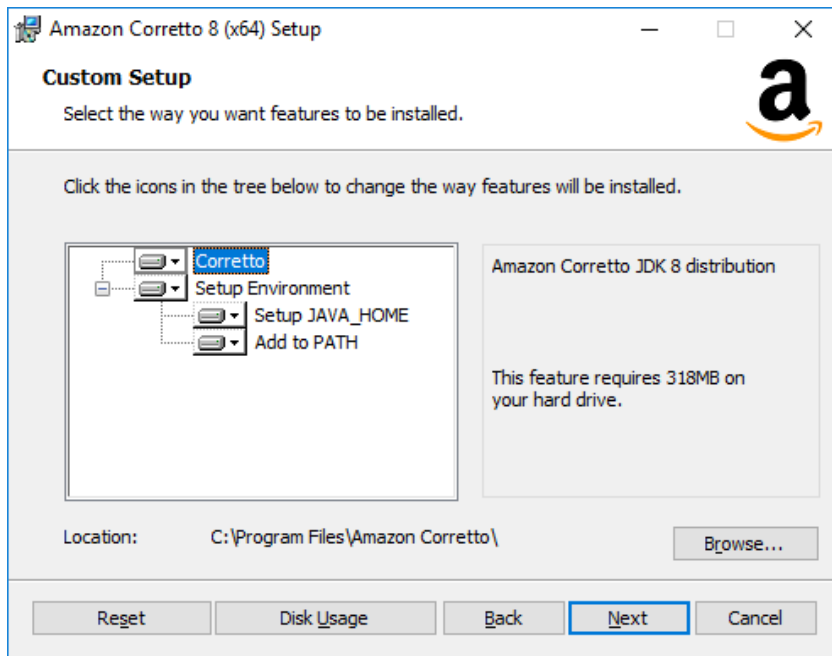 Amazon Corretto 8 (x64) Setup
Custom Setup
Select the way you want features to be installed.
a
Click the icons in the tree below to change the way features will be installed.
Corretto
Setup Environment
Setup JAVA_HOME
Add to PATH
Amazon Corretto JDK 8 distribution
This feature requires 318MB on
your hard drive.
Location: C:\Program Files\Amazon Corretto\
Browse...
Reset Disk Usage Back Next Cancel